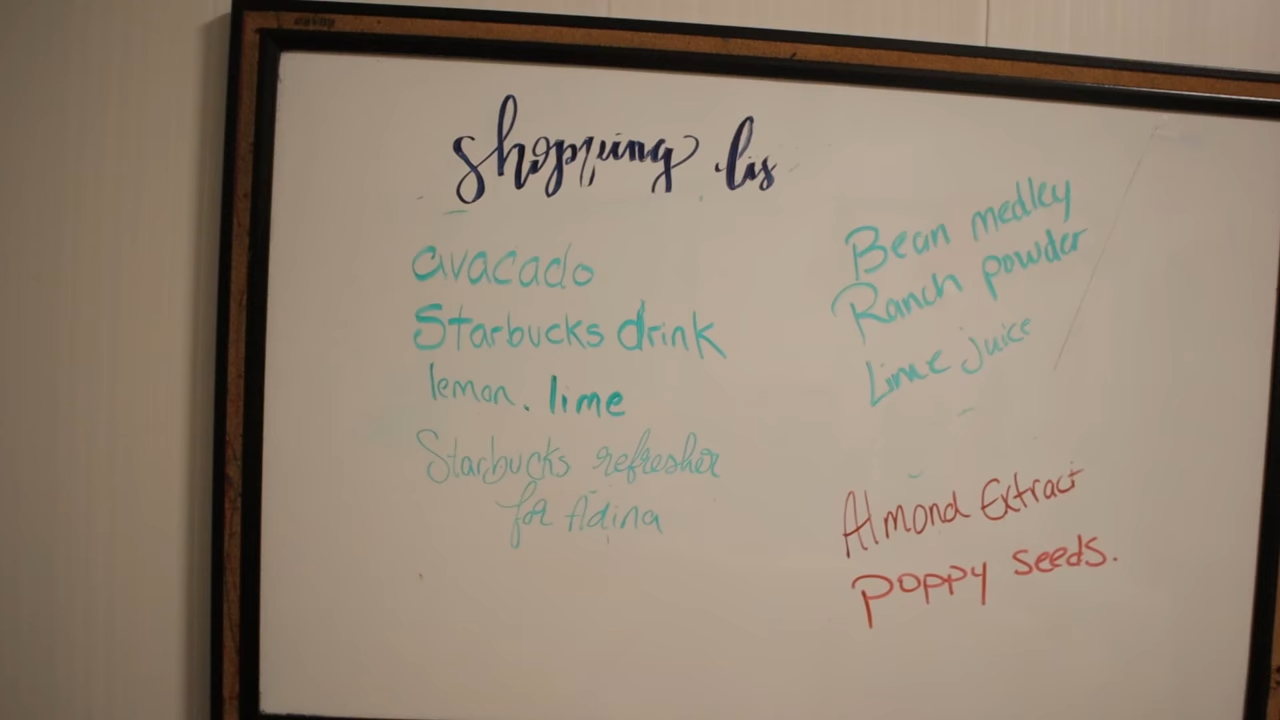 shopping lis
avacado
Starbucks drink
lemon. lime
Starbucks refresher
for Adina
Bean medley
Ranch powder
Lime juice
Almond Extract
poppy seeds.